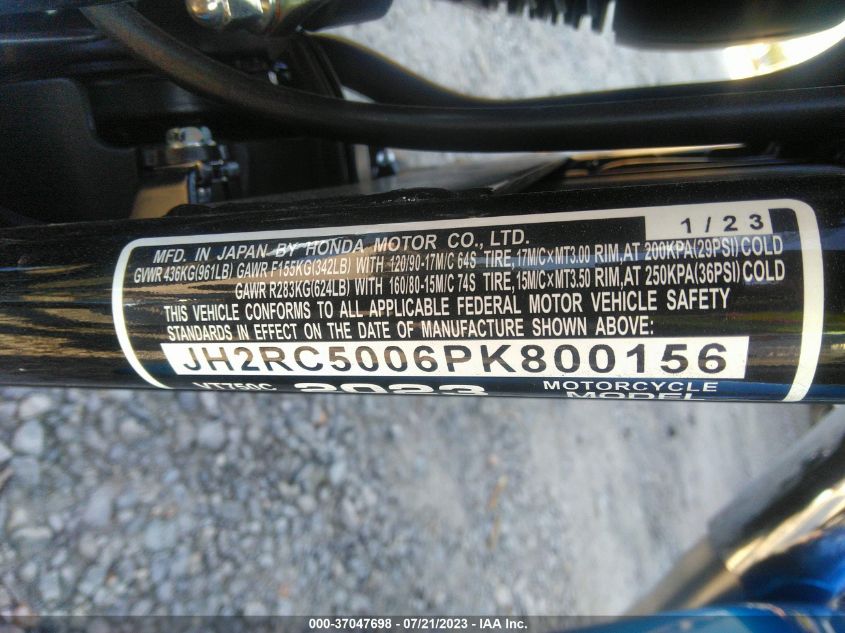 1/23
MFD. IN JAPAN BY HONDA MOTOR CO., LTD.
GVWR 436KG(961LB) GAWR F155KG(342LB) WITH 120/90-17M/C 64S TIRE, 17M/C×MT3.00 RIM, AT 200KPA(29PSI) COLD
GAWR R283KG(624LB) WITH 160/80-15M/C 74S TIRE, 15M/C×MT3.50 RIM, AT 250KPA(36PSI) COLD
THIS VEHICLE CONFORMS TO ALL APPLICABLE FEDERAL MOTOR VEHICLE SAFETY
STANDARDS IN EFFECT ON THE DATE OF MANUFACTURE SHOWN ABOVE:
JH2RC5006PK800156
VT750C 2023 MOTORCYCLE
MODEL
000-37047698 - 07/21/2023 - IAA Inc.